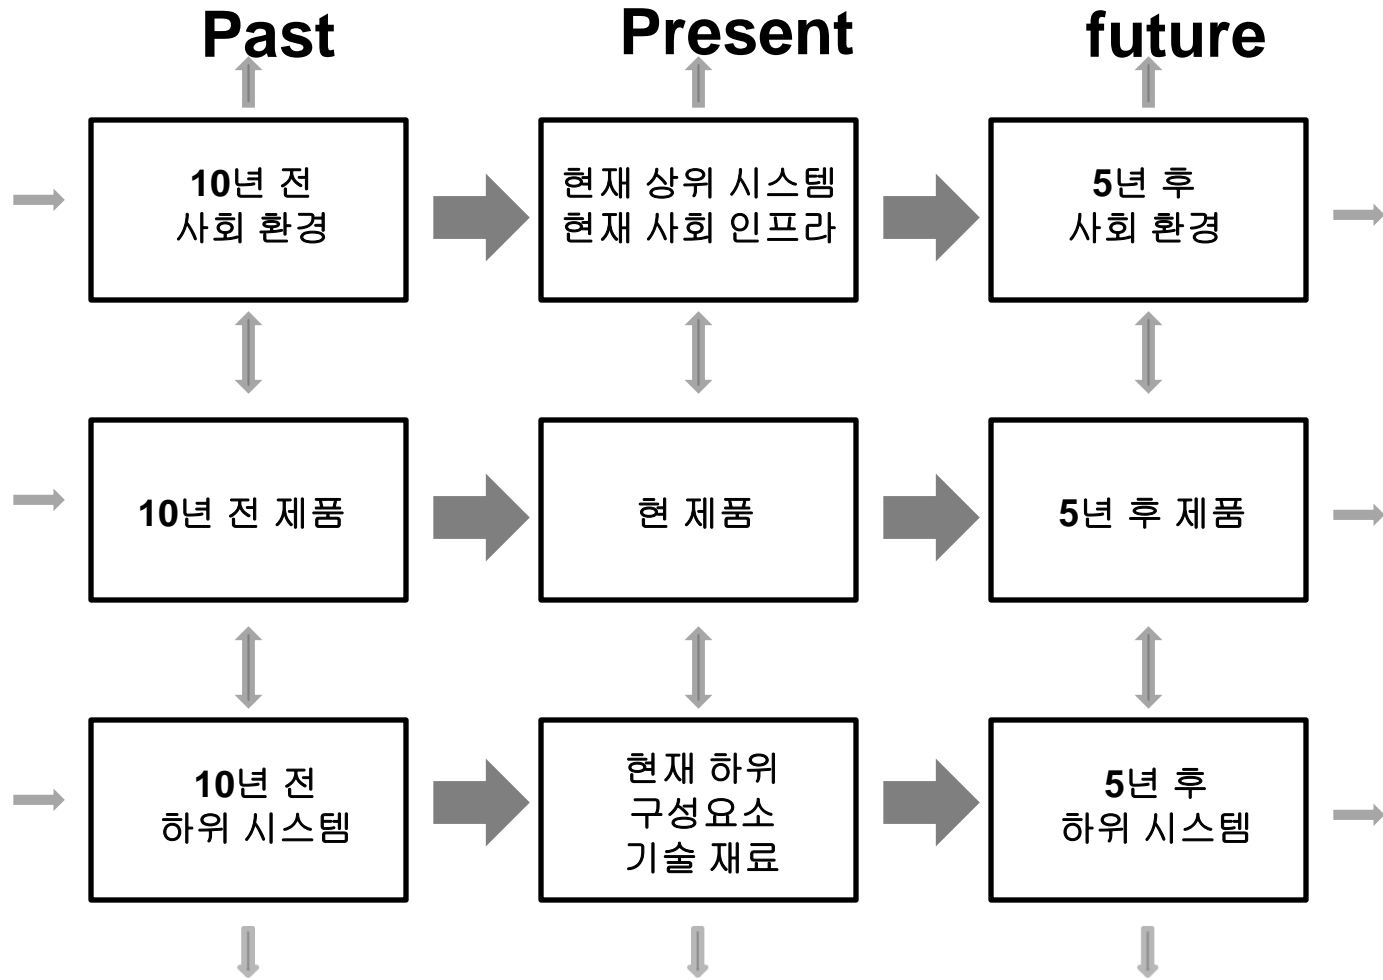 Past
Present
future
10년 전
사회 환경
현재 상위 시스템
현재 사회 인프라
5년 후
사회 환경
10년 전 제품
현 제품
5년 후 제품
10년 전
하위 시스템
현재 하위
구성요소
기술 재료
5년 후
하위 시스템